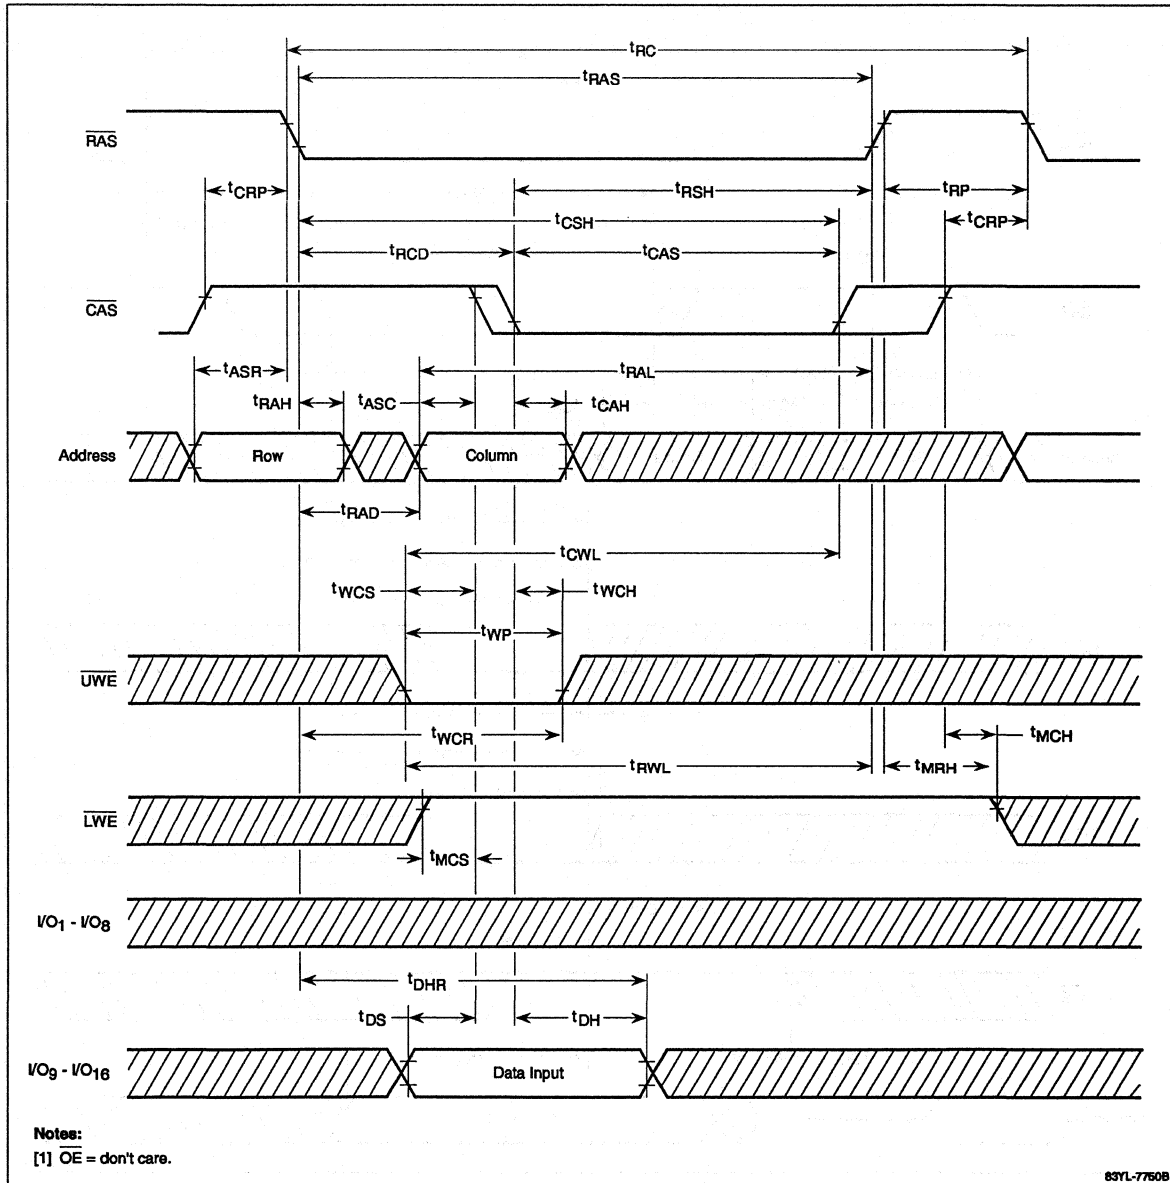 tRC
tRAS
RAS
tCRP
tRSH
tRP
tCSH
tCRP
tRCD
tCAS
CAS
tASR
tRAL
tRAH
tASC
tCAH
Address
Row
Column
tRAD
tCWL
tWCS
tWCH
tWP
UWE
tWCR
tMCH
tRWL
tMRH
LWE
tMCS
I/O1 - I/O8
tDHR
tDS
tDH
I/O9 - I/O16
Data Input
Notes:
[1] OE = don't care.
83YL-7750B